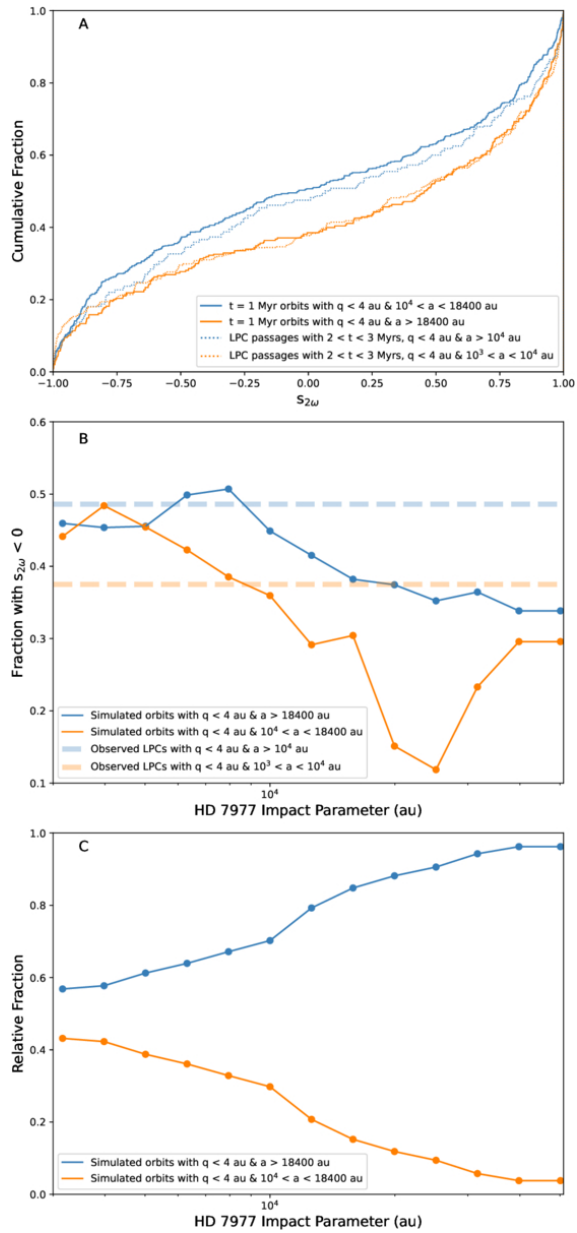 A
1.0
0.8
0.6
0.4
0.2
0.0
Cumulative Fraction
t = 1 Myr orbits with q < 4 au & 10⁴ < a < 18400 au
t = 1 Myr orbits with q < 4 au & a > 18400 au
LPC passages with 2 < t < 3 Myrs, q < 4 au & a > 10⁴ au
LPC passages with 2 < t < 3 Myrs, q < 4 au & 10³ < a < 10⁴ au
−1.00 −0.75 −0.50 −0.25 0.00 0.25 0.50 0.75 1.00
s₂ω
B
0.6
0.5
0.4
0.3
0.2
0.1
Fraction with s₂ω < 0
Simulated orbits with q < 4 au & a > 18400 au
Simulated orbits with q < 4 au & 10⁴ < a < 18400 au
Observed LPCs with q < 4 au & a > 10⁴ au
Observed LPCs with q < 4 au & 10³ < a < 10⁴ au
10⁴
HD 7977 Impact Parameter (au)
C
1.0
0.8
0.6
0.4
0.2
0.0
Relative Fraction
Simulated orbits with q < 4 au & a > 18400 au
Simulated orbits with q < 4 au & 10⁴ < a < 18400 au
10⁴
HD 7977 Impact Parameter (au)